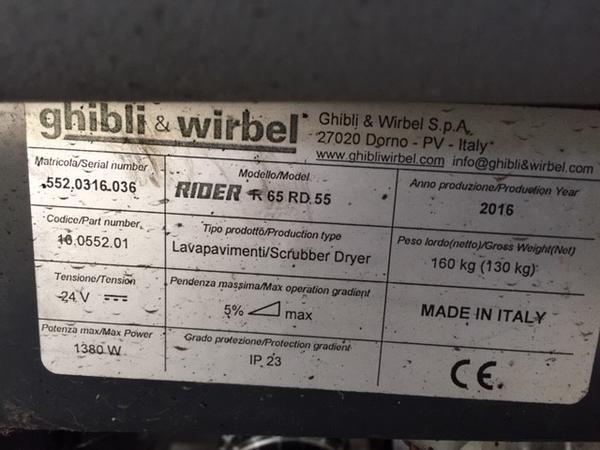 ghibli & wirbel
Ghibli & Wirbel S.p.A.
27020 Dorno - PV - Italy
www.ghibliwirbel.com info@ghibli&wirbel.com
Matricola/Serial number
552.0316.036
Modello/Model
RIDER R 65 RD 55
Anno produzione/Production Year
2016
Codice/Part number
10.0552.01
Tipo prodotto/Production type
Lavapavimenti/Scrubber Dryer
Peso lordo(netto)/Gross Weight(Net)
160 kg (130 kg)
Tensione/Tension
24 V
Pendenza massima/Max operation gradient
5% max
MADE IN ITALY
Potenza max/Max Power
1380 W
Grado protezione/Protection gradient
IP 23
CE